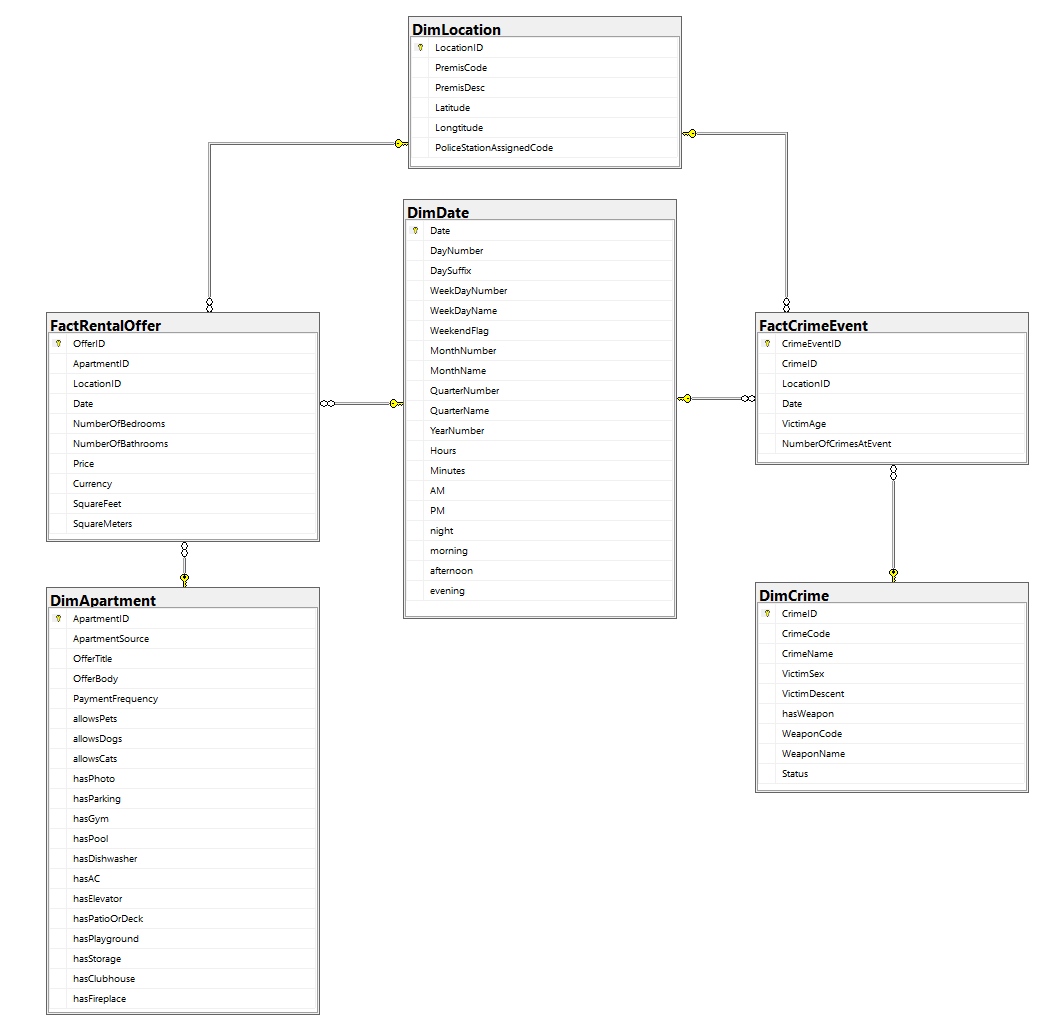 DimLocation
LocationID
PremisCode
PremisDesc
Latitude
Longtitude
PoliceStationAssignedCode
DimDate
Date
DayNumber
DaySuffix
WeekDayNumber
WeekDayName
WeekendFlag
MonthNumber
MonthName
QuarterNumber
QuarterName
YearNumber
Hours
Minutes
AM
PM
night
morning
afternoon
evening
FactRentalOffer
OfferID
ApartmentID
LocationID
Date
NumberOfBedrooms
NumberOfBathrooms
Price
Currency
SquareFeet
SquareMeters
FactCrimeEvent
CrimeEventID
CrimeID
LocationID
Date
VictimAge
NumberOfCrimesAtEvent
DimApartment
ApartmentID
ApartmentSource
OfferTitle
OfferBody
PaymentFrequency
allowsPets
allowsDogs
allowsCats
hasPhoto
hasParking
hasGym
hasPool
hasDishwasher
hasAC
hasElevator
hasPatioOrDeck
hasPlayground
hasStorage
hasClubhouse
hasFireplace
DimCrime
CrimeID
CrimeCode
CrimeName
VictimSex
VictimDescent
hasWeapon
WeaponCode
WeaponName
Status